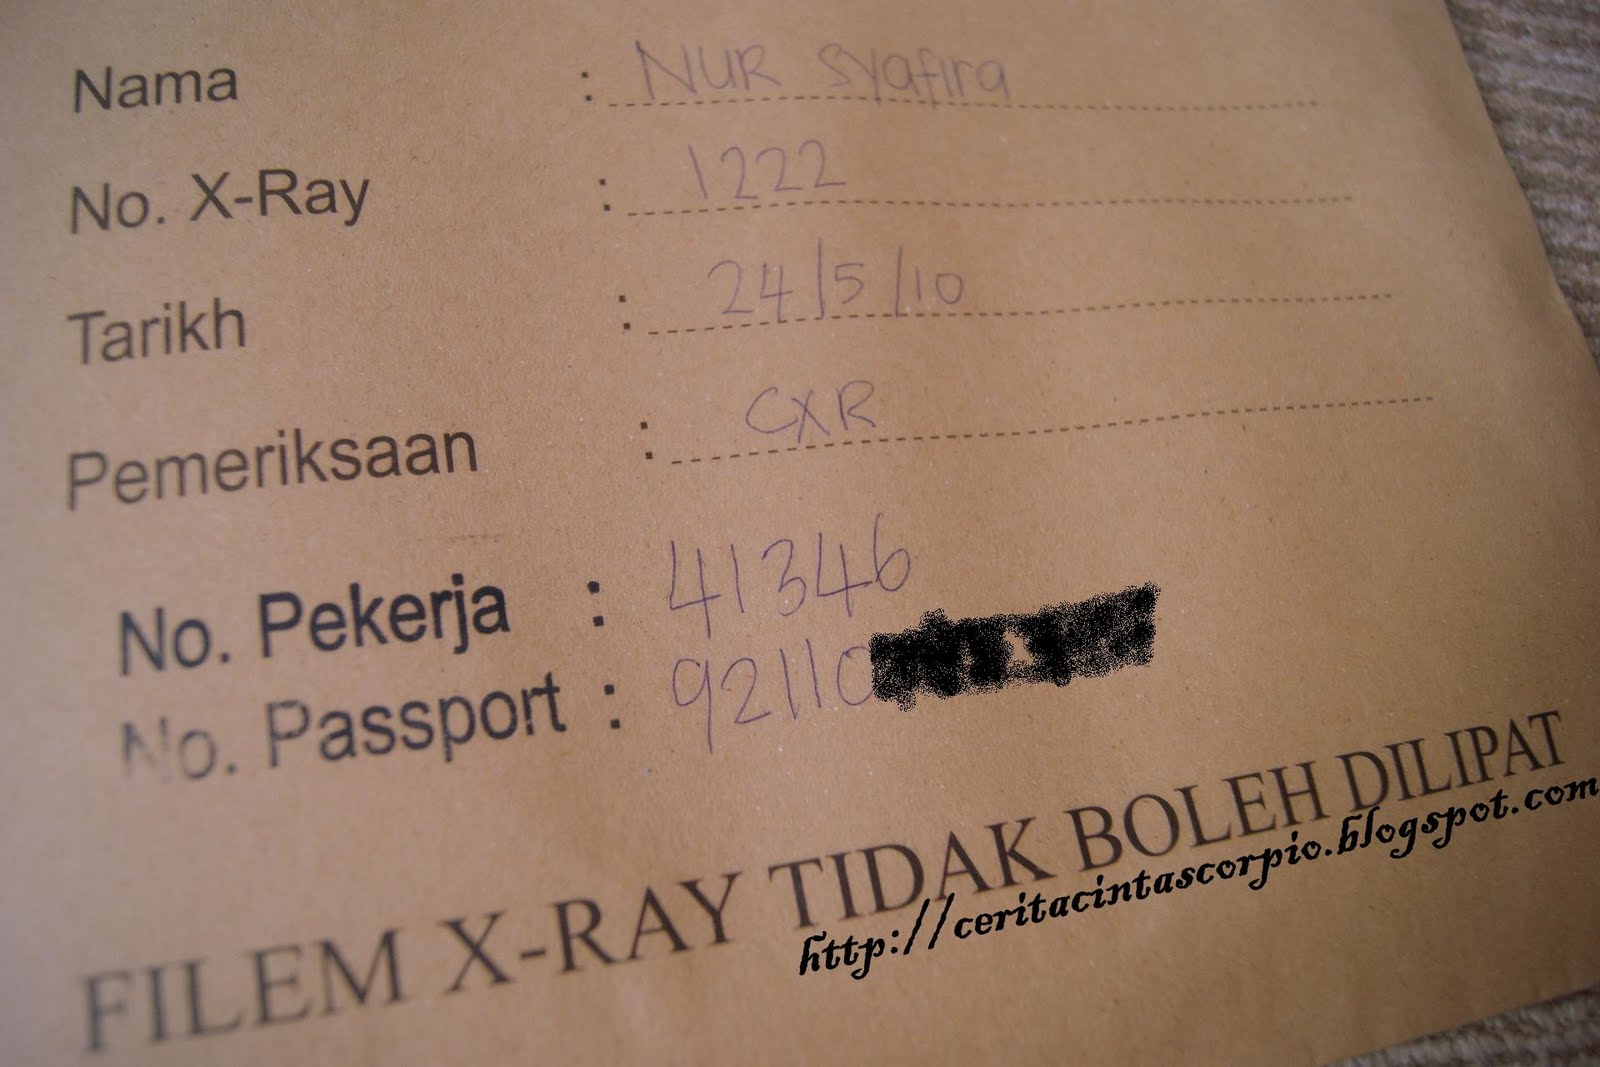 Nama : NUR Syafira
No. X-Ray : 1222
Tarikh : 24/5/10
Pemeriksaan : CXR
No. Pekerja : 41346
No. Passport : 92110
FILEM X-RAY TIDAK BOLEH DILIPAT
http://ceritacintascorpio.blogspot.com